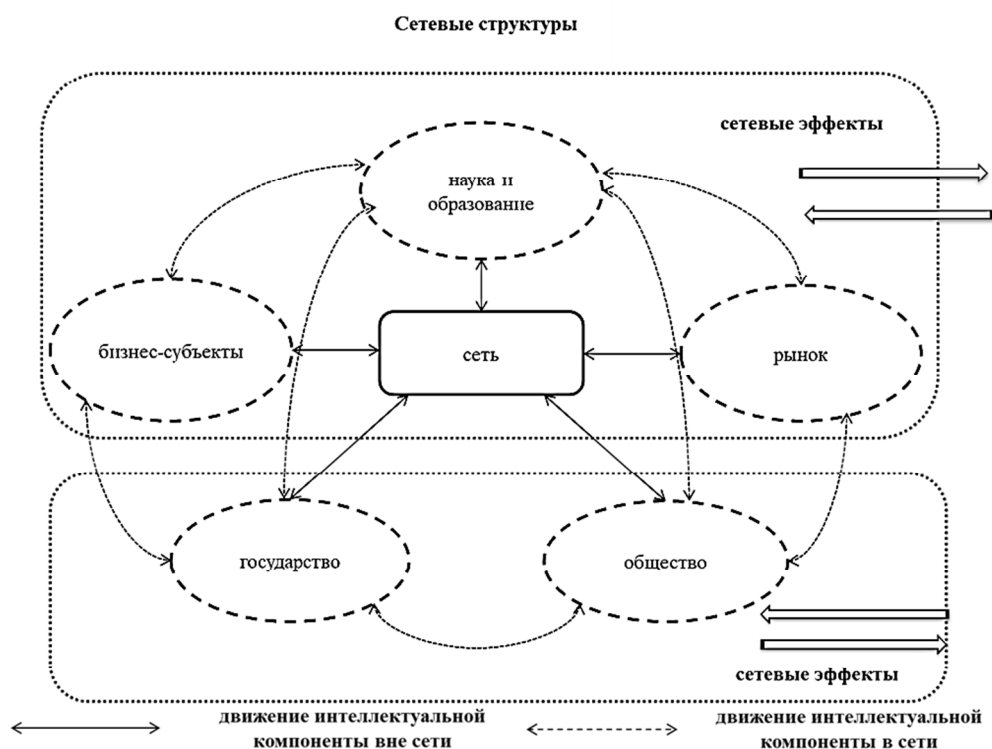 Сетевые структуры
сетевые эффекты
наука и
образование
бизнес-субъекты
сеть
рынок
государство
общество
сетевые эффекты
движение интеллектуальной
компоненты вне сети
движение интеллектуальной
компоненты в сети